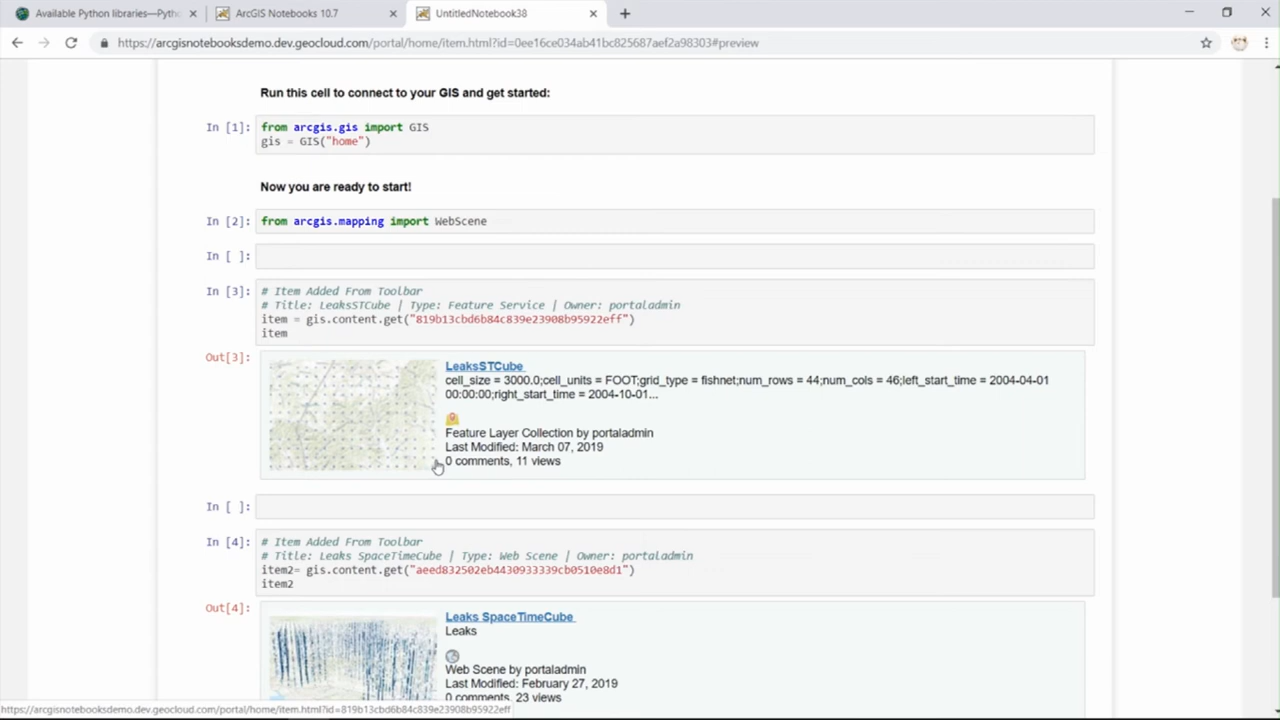 Available Python libraries—Pytho
ArcGIS Notebooks 10.7
UntitledNotebook38
https://arcgisnotebooksdemo.dev.geocloud.com/portal/home/item.html?id=0ee16ce034ab41bc825687aef2a98303#preview
Run this cell to connect to your GIS and get started:
In [1]: from arcgis.gis import GIS
gis = GIS("home")
Now you are ready to start!
In [2]: from arcgis.mapping import WebScene
In [ ]:
In [3]: # Item Added From Toolbar
# Title: LeaksSTCube | Type: Feature Service | Owner: portaladmin
item = gis.content.get("819b13cbd6b84c839e23908b95922eff")
item
Out[3]: LeaksSTCube
cell_size = 3000.0;cell_units = FOOT;grid_type = fishnet;num_rows = 44;num_cols = 46;left_start_time = 2004-04-01
00:00:00;right_start_time = 2004-10-01...
Feature Layer Collection by portaladmin
Last Modified: March 07, 2019
0 comments, 11 views
In [ ]:
In [4]: # Item Added From Toolbar
# Title: Leaks SpaceTimeCube | Type: Web Scene | Owner: portaladmin
item2= gis.content.get("aeed832502eb4430933339cb0510e8d1")
item2
Out[4]: Leaks SpaceTimeCube
Leaks
Web Scene by portaladmin
Last Modified: February 27, 2019
0 comments, 23 views
https://arcgisnotebooksdemo.dev.geocloud.com/portal/home/item.html?id=819b13cbd6b84c839e23908b95922eff